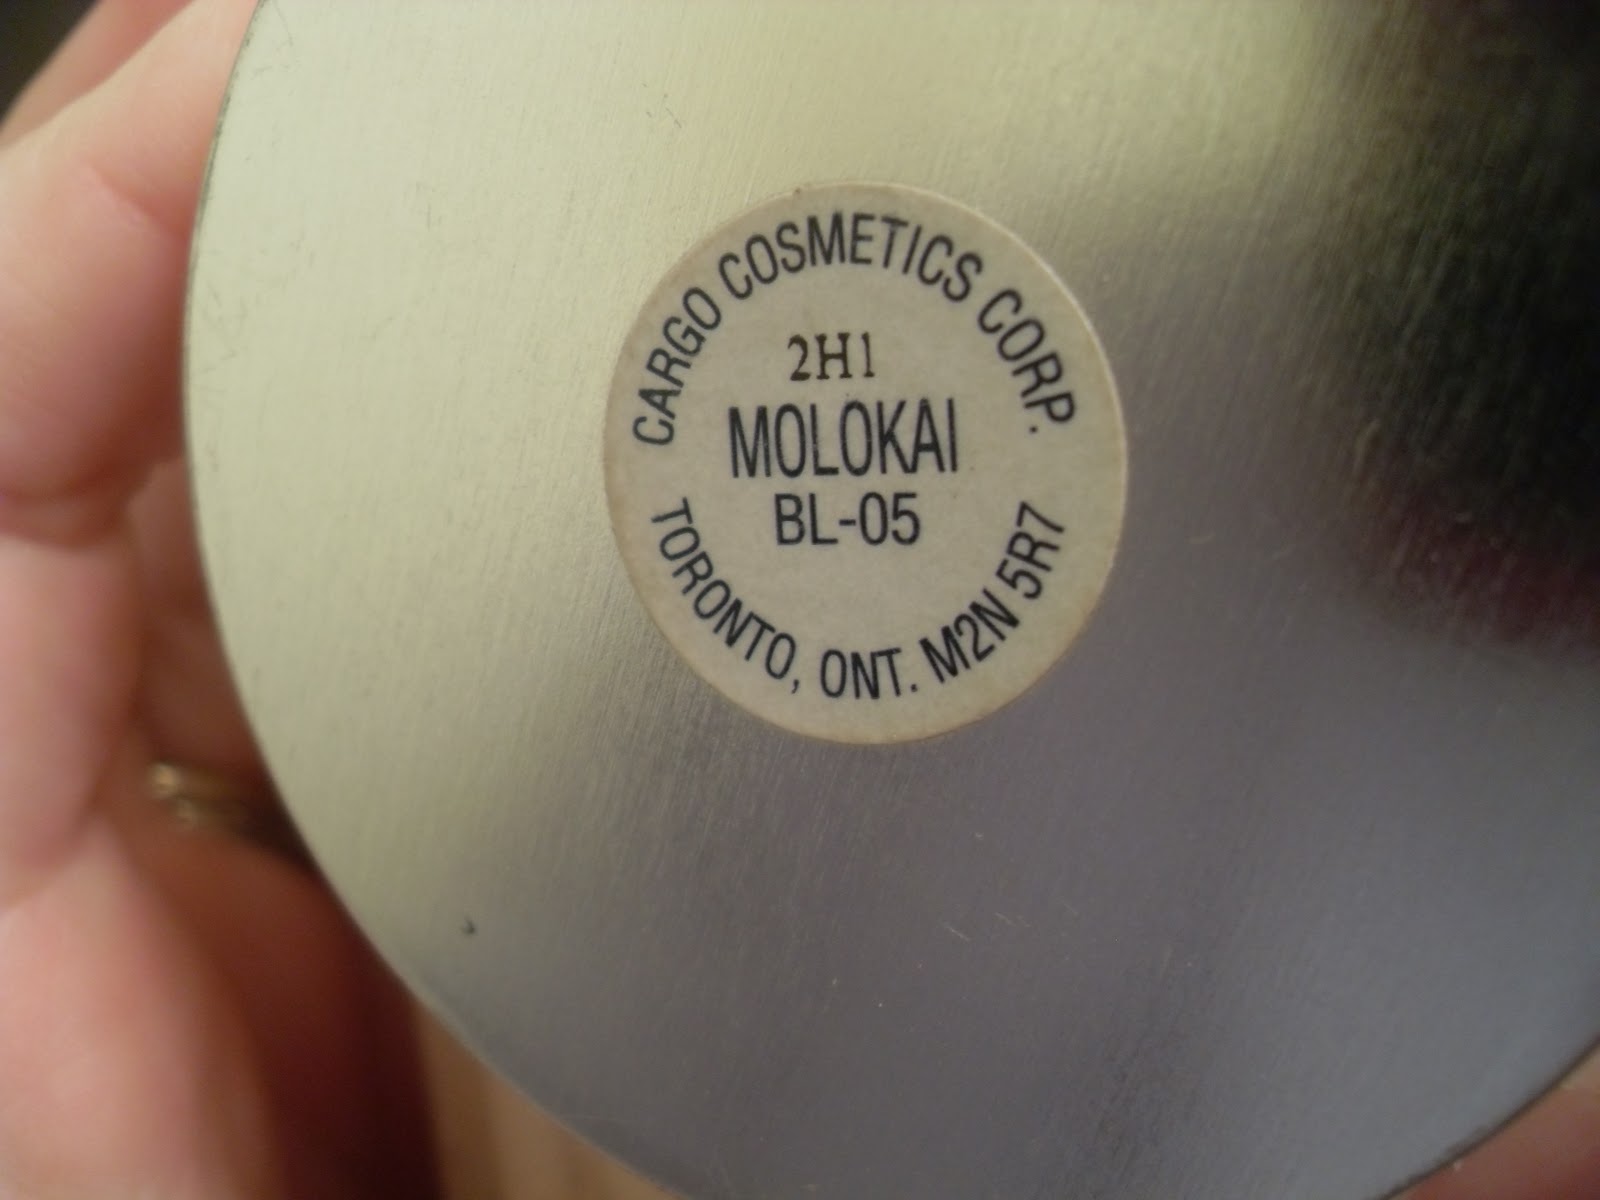 CARGO COSMETICS CORP.
2H1
MOLOKAI
BL-05
TORONTO, ONT. M2N 5R7